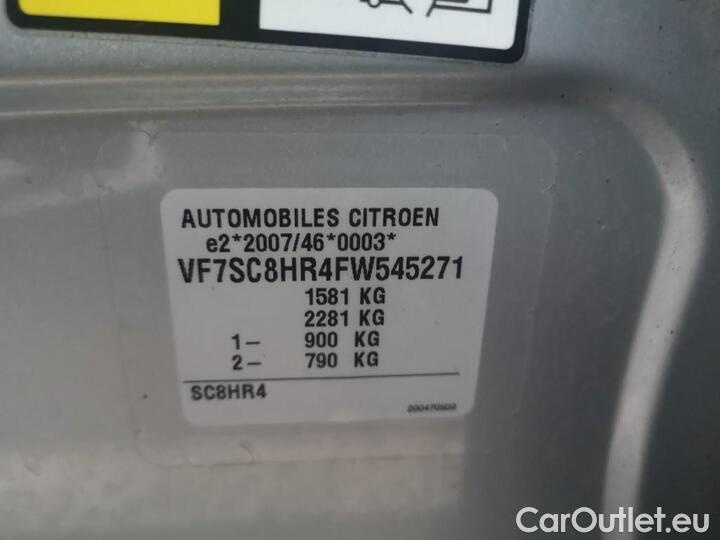 AUTOMOBILES CITROEN
e2*2007/46*0003*
VF7SC8HR4FW545271
1581 KG
2281 KG
1- 900 KG
2- 790 KG
SC8HR4
CarOutlet.eu